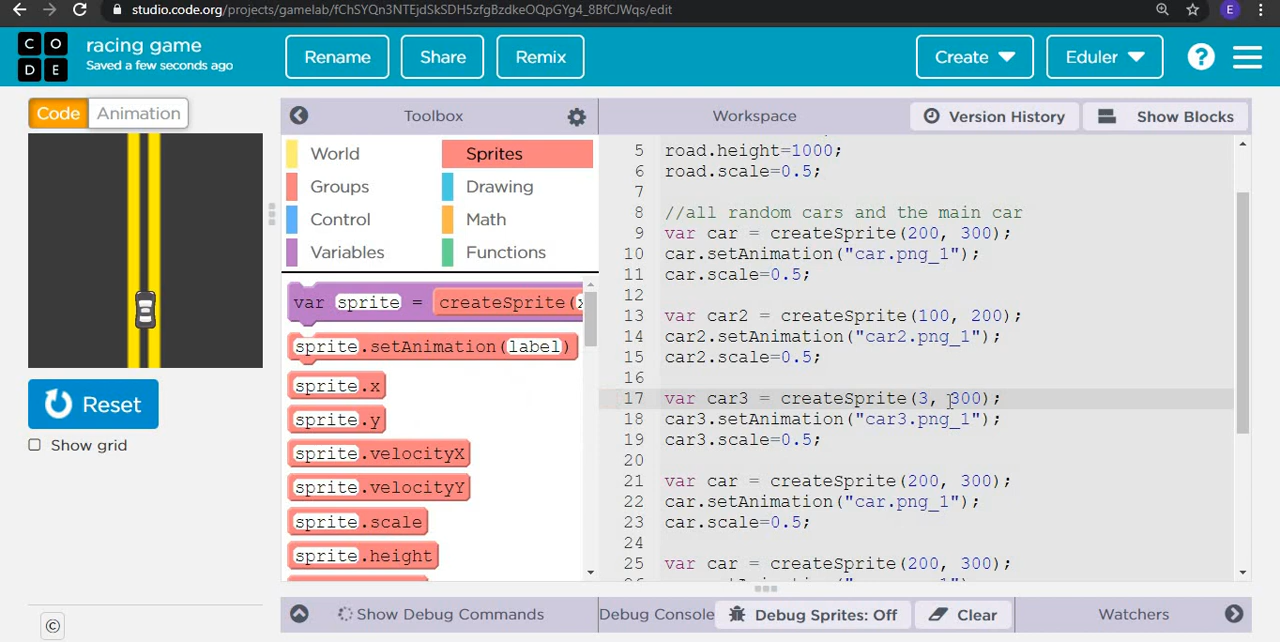 studio.code.org/projects/gamelab/fChSYQn3NTEjdSkSDH5zfgBzdkeOQpGYg4_8BfCJWqs/edit
E
C O D E
racing game
Saved a few seconds ago
Rename
Share
Remix
Create
Eduler
?
Code
Animation
Toolbox
Workspace
Version History
Show Blocks
World
Sprites
Groups
Drawing
Control
Math
Variables
Functions
var sprite = createSprite(x
sprite.setAnimation(label)
sprite.x
sprite.y
sprite.velocityX
sprite.velocityY
sprite.scale
sprite.height
5 road.height=1000;
6 road.scale=0.5;
7
8 //all random cars and the main car
9 var car = createSprite(200, 300);
10 car.setAnimation("car.png_1");
11 car.scale=0.5;
12
13 var car2 = createSprite(100, 200);
14 car2.setAnimation("car2.png_1");
15 car2.scale=0.5;
16
17 var car3 = createSprite(3, 300);
18 car3.setAnimation("car3.png_1");
19 car3.scale=0.5;
20
21 var car = createSprite(200, 300);
22 car.setAnimation("car.png_1");
23 car.scale=0.5;
24
25 var car = createSprite(200, 300);
Reset
Show grid
©
Show Debug Commands
Debug Console
Debug Sprites: Off
Clear
Watchers